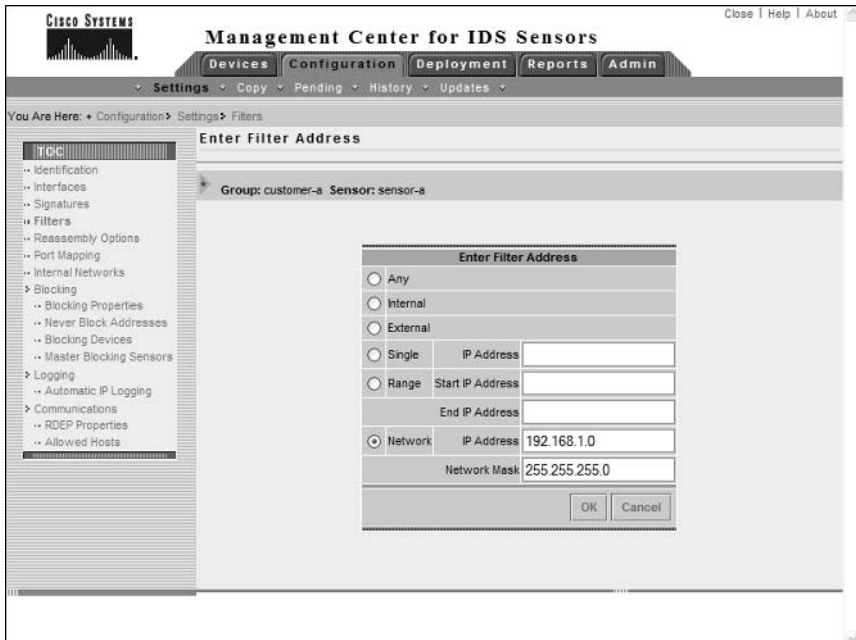 Close | Help | About
CISCO SYSTEMS
Management Center for IDS Sensors
Devices Configuration Deployment Reports Admin
Settings Copy Pending History Updates
You Are Here: Configuration > Settings > Filters
TOC
Identification
Interfaces
Signatures
Filters
Reassembly Options
Port Mapping
Internal Networks
Blocking
Blocking Properties
Never Block Addresses
Blocking Devices
Master Blocking Sensors
Logging
Automatic IP Logging
Communications
RDEP Properties
Allowed Hosts
Enter Filter Address
Group: customer-a Sensor: sensor-a
Enter Filter Address
Any
Internal
External
Single IP Address
Range Start IP Address
End IP Address
Network IP Address 192.168.1.0
Network Mask 255.255.255.0
OK Cancel